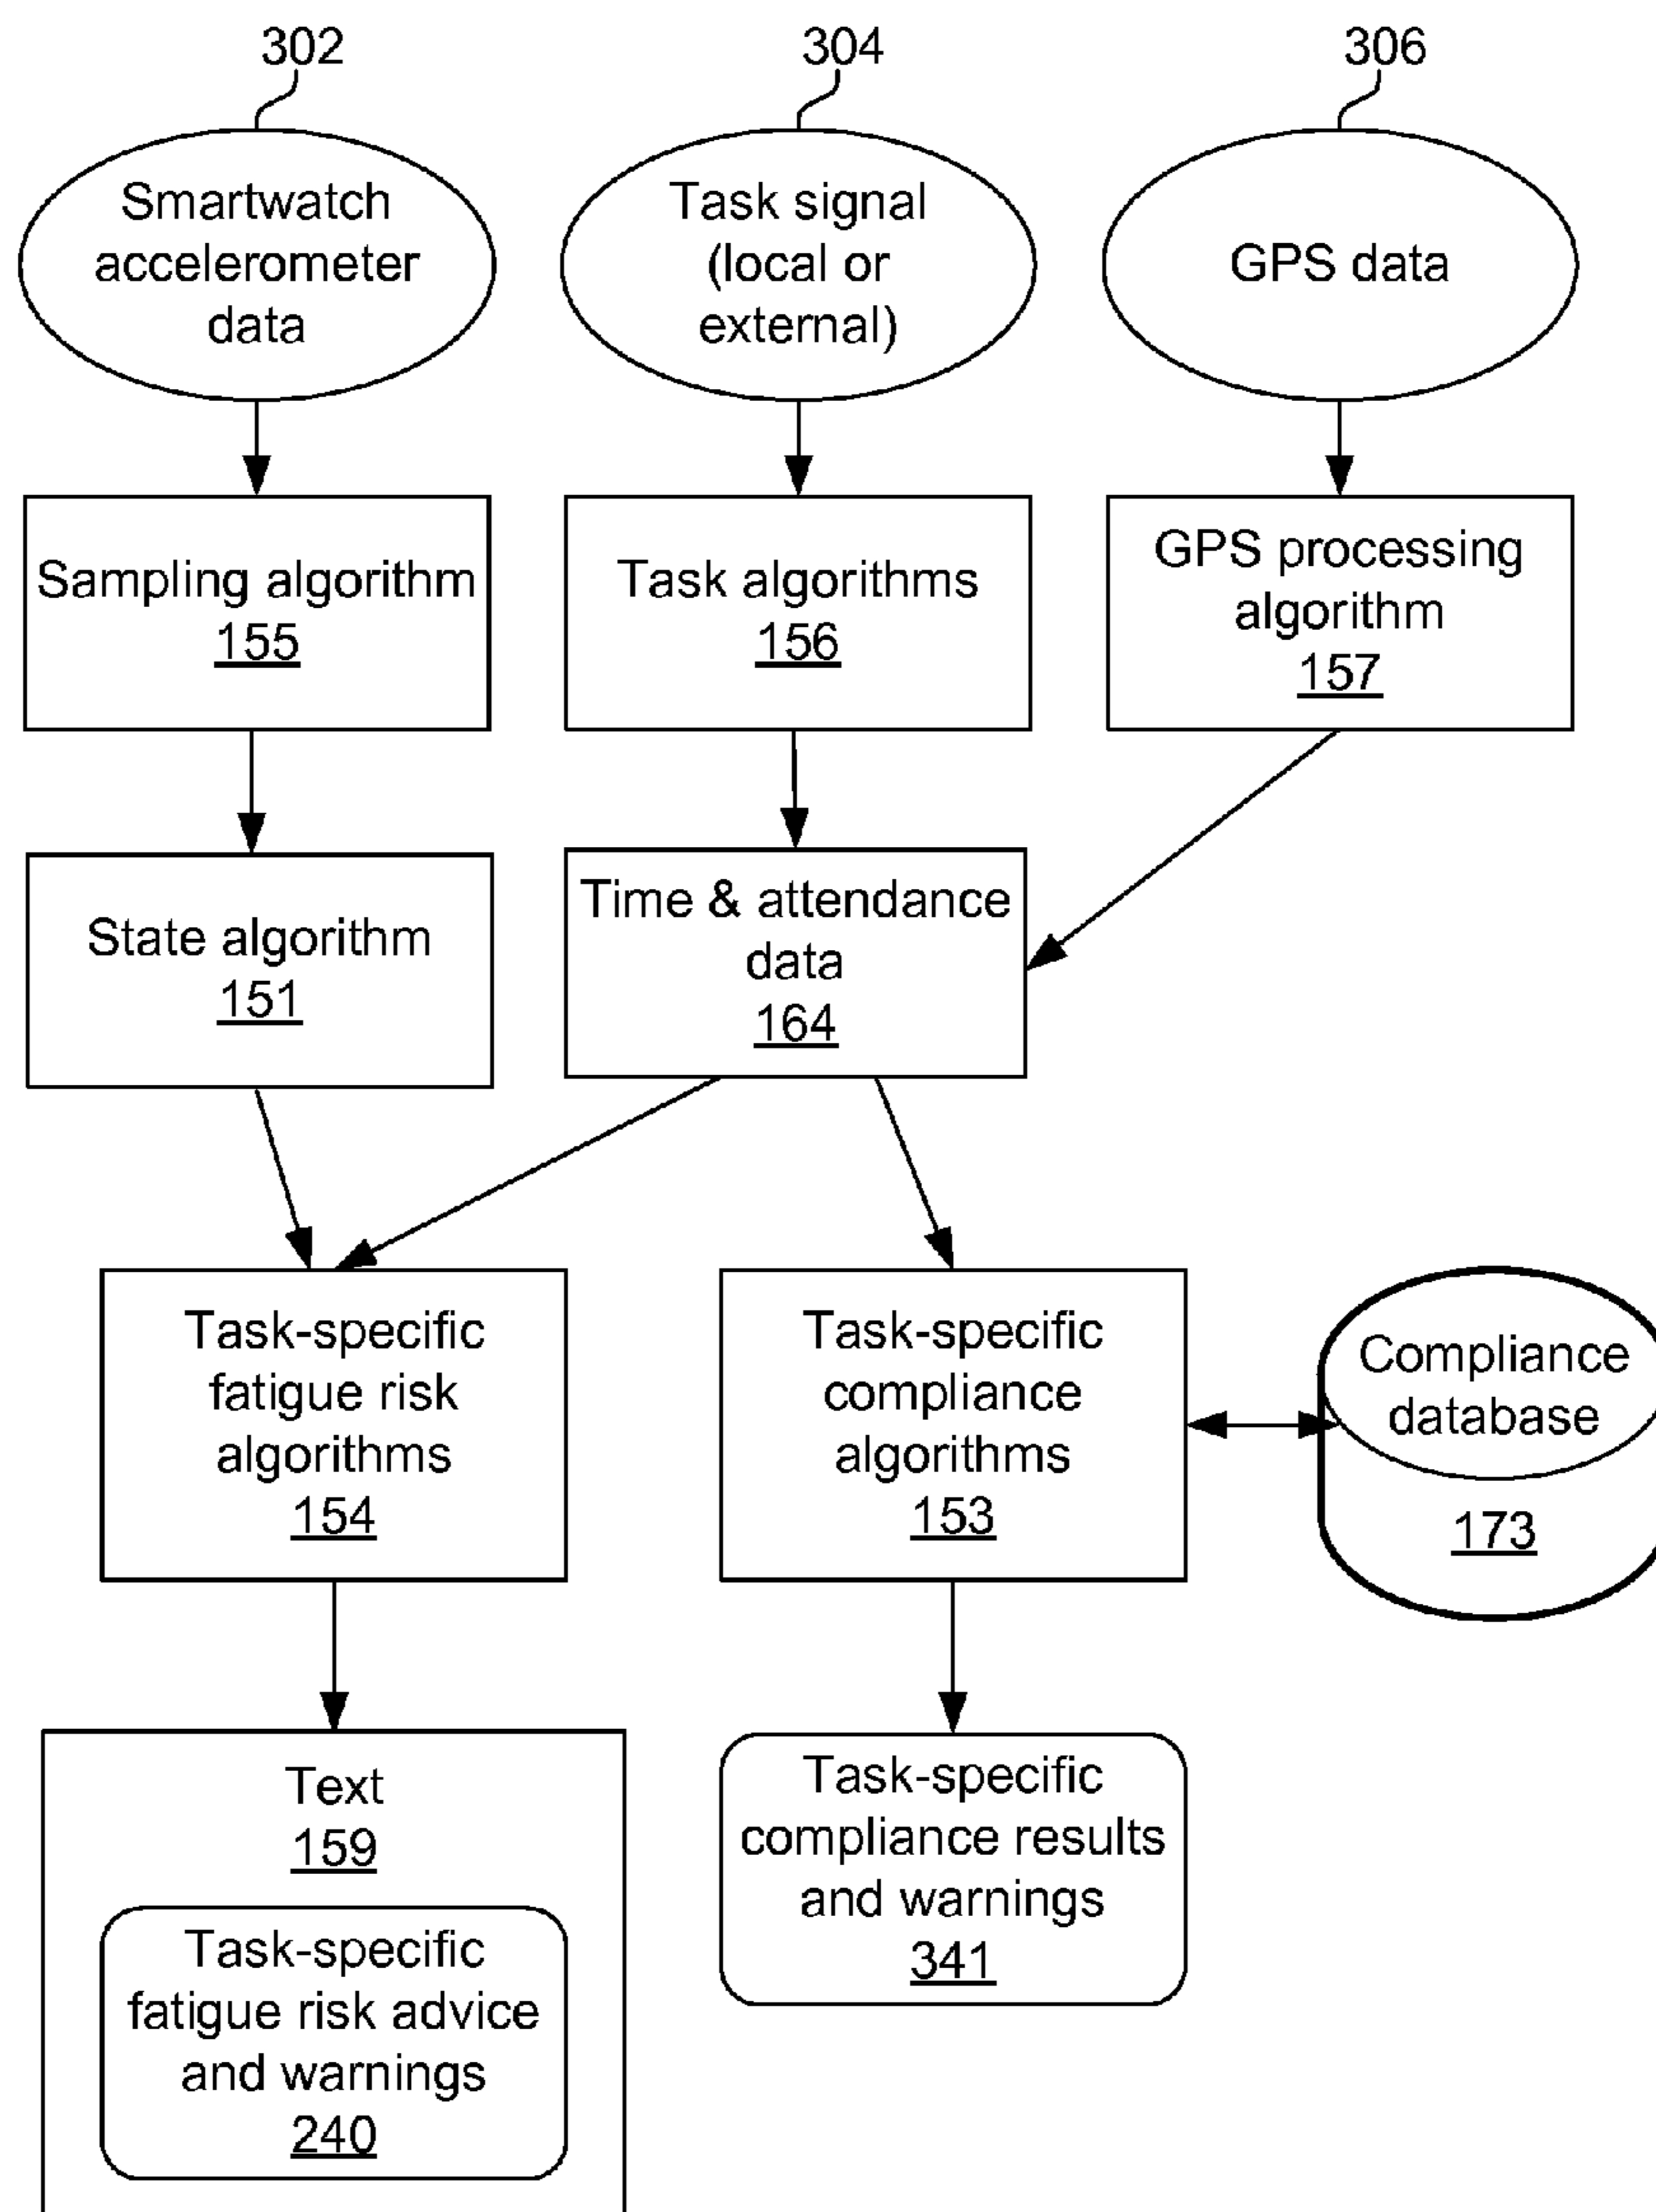 302
304
306
Smartwatch
accelerometer
data
Task signal
(local or
external)
GPS data
Sampling algorithm
155
Task algorithms
156
GPS processing
algorithm
157
State algorithm
151
Time & attendance
data
164
Task-specific
fatigue risk
algorithms
154
Task-specific
compliance
algorithms
153
Compliance
database
173
Text
159
Task-specific
fatigue risk advice
and warnings
240
Task-specific
compliance results
and warnings
341